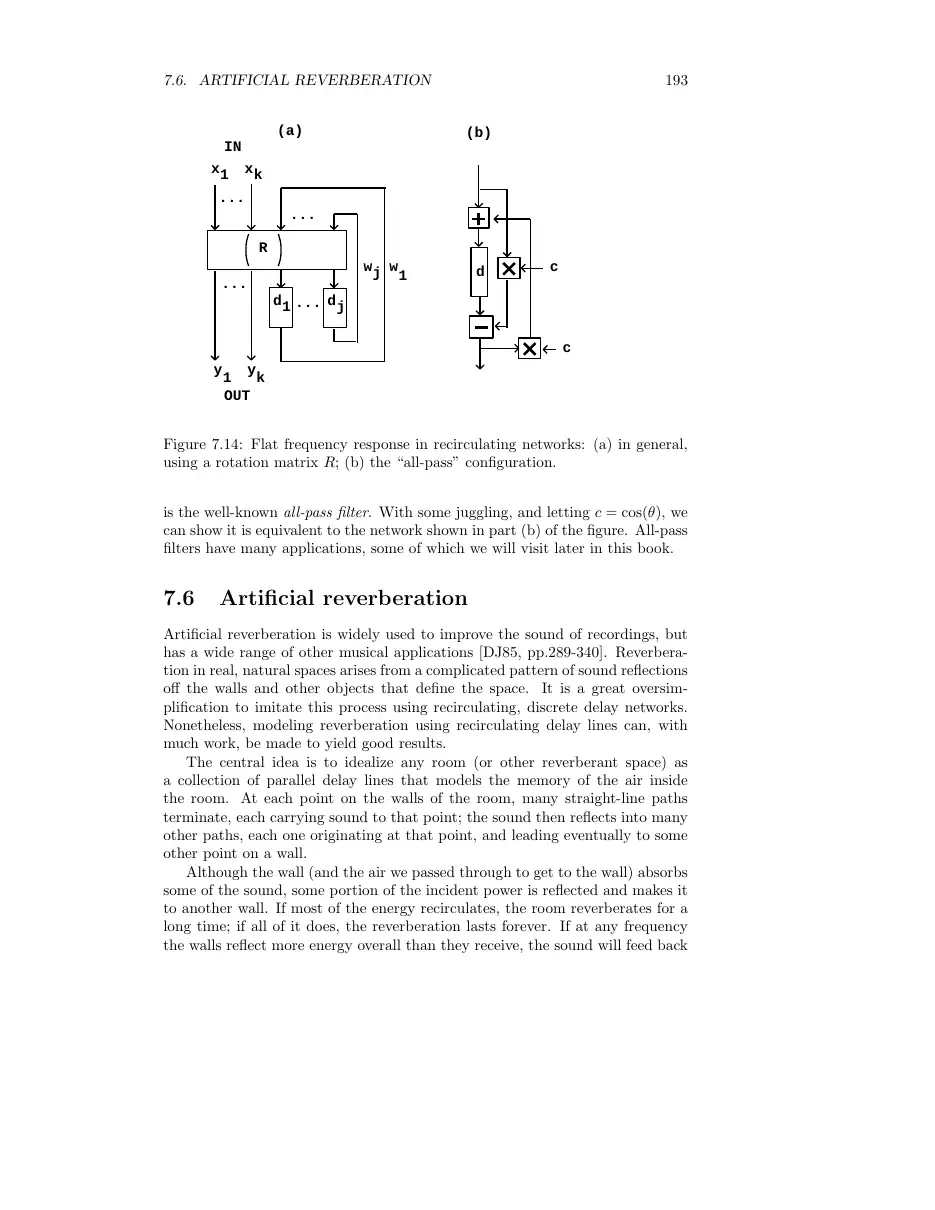 7.6. ARTIFICIAL REVERBERATION 193
(a) (b)
IN
x1 xk
...
...
+
( R )
wj w1
d × c
...
d1 ... dj
−
× c
y1 yk
OUT
Figure 7.14: Flat frequency response in recirculating networks: (a) in general,
using a rotation matrix R; (b) the “all-pass” configuration.
is the well-known all-pass filter. With some juggling, and letting c = cos(θ), we
can show it is equivalent to the network shown in part (b) of the figure. All-pass
filters have many applications, some of which we will visit later in this book.
7.6 Artificial reverberation
Artificial reverberation is widely used to improve the sound of recordings, but
has a wide range of other musical applications [DJ85, pp.289-340]. Reverbera-
tion in real, natural spaces arises from a complicated pattern of sound reflections
off the walls and other objects that define the space. It is a great oversim-
plification to imitate this process using recirculating, discrete delay networks.
Nonetheless, modeling reverberation using recirculating delay lines can, with
much work, be made to yield good results.
The central idea is to idealize any room (or other reverberant space) as
a collection of parallel delay lines that models the memory of the air inside
the room. At each point on the walls of the room, many straight-line paths
terminate, each carrying sound to that point; the sound then reflects into many
other paths, each one originating at that point, and leading eventually to some
other point on a wall.
Although the wall (and the air we passed through to get to the wall) absorbs
some of the sound, some portion of the incident power is reflected and makes it
to another wall. If most of the energy recirculates, the room reverberates for a
long time; if all of it does, the reverberation lasts forever. If at any frequency
the walls reflect more energy overall than they receive, the sound will feed back